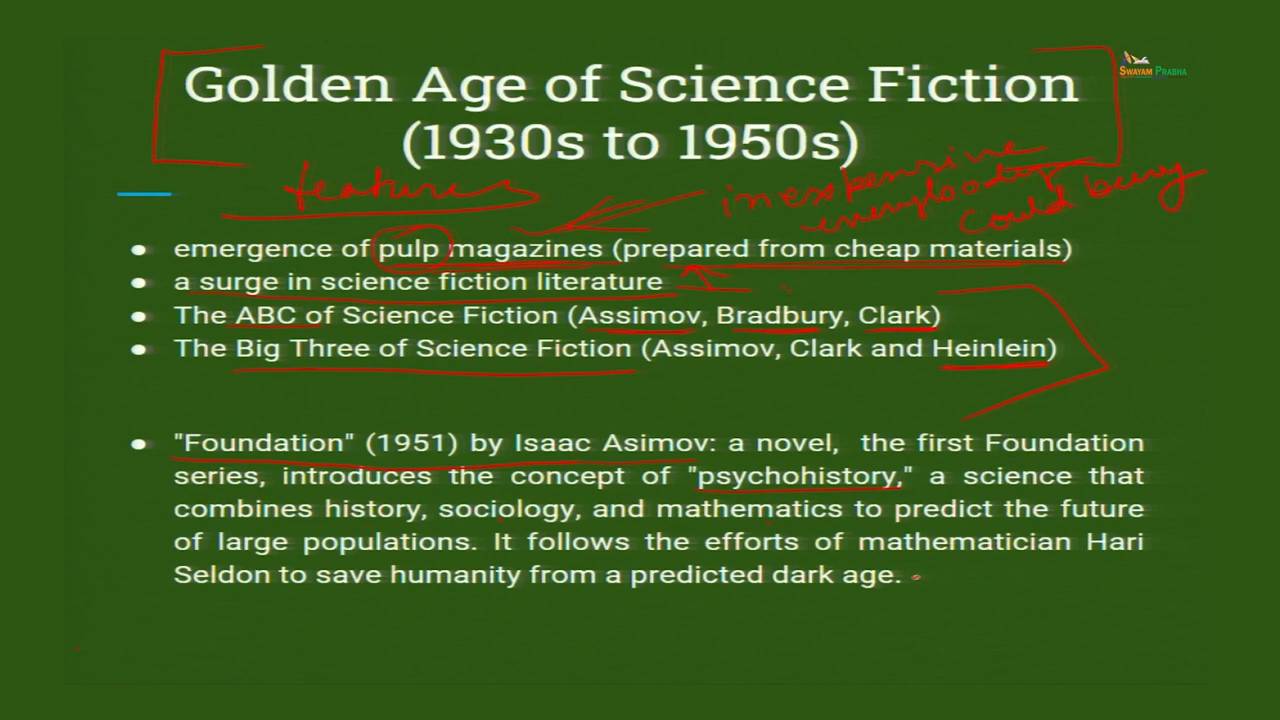 Golden Age of Science Fiction
SWAYAM PRABHA
(1930s to 1950s)
features
inexpensive
could buy
emergence of pulp magazines (prepared from cheap materials)
a surge in science fiction literature
The ABC of Science Fiction (Assimov, Bradbury, Clark)
The Big Three of Science Fiction (Assimov, Clark and Heinlein)
"Foundation" (1951) by Isaac Asimov: a novel, the first Foundation
series, introduces the concept of "psychohistory," a science that
combines history, sociology, and mathematics to predict the future
of large populations. It follows the efforts of mathematician Hari
Seldon to save humanity from a predicted dark age.